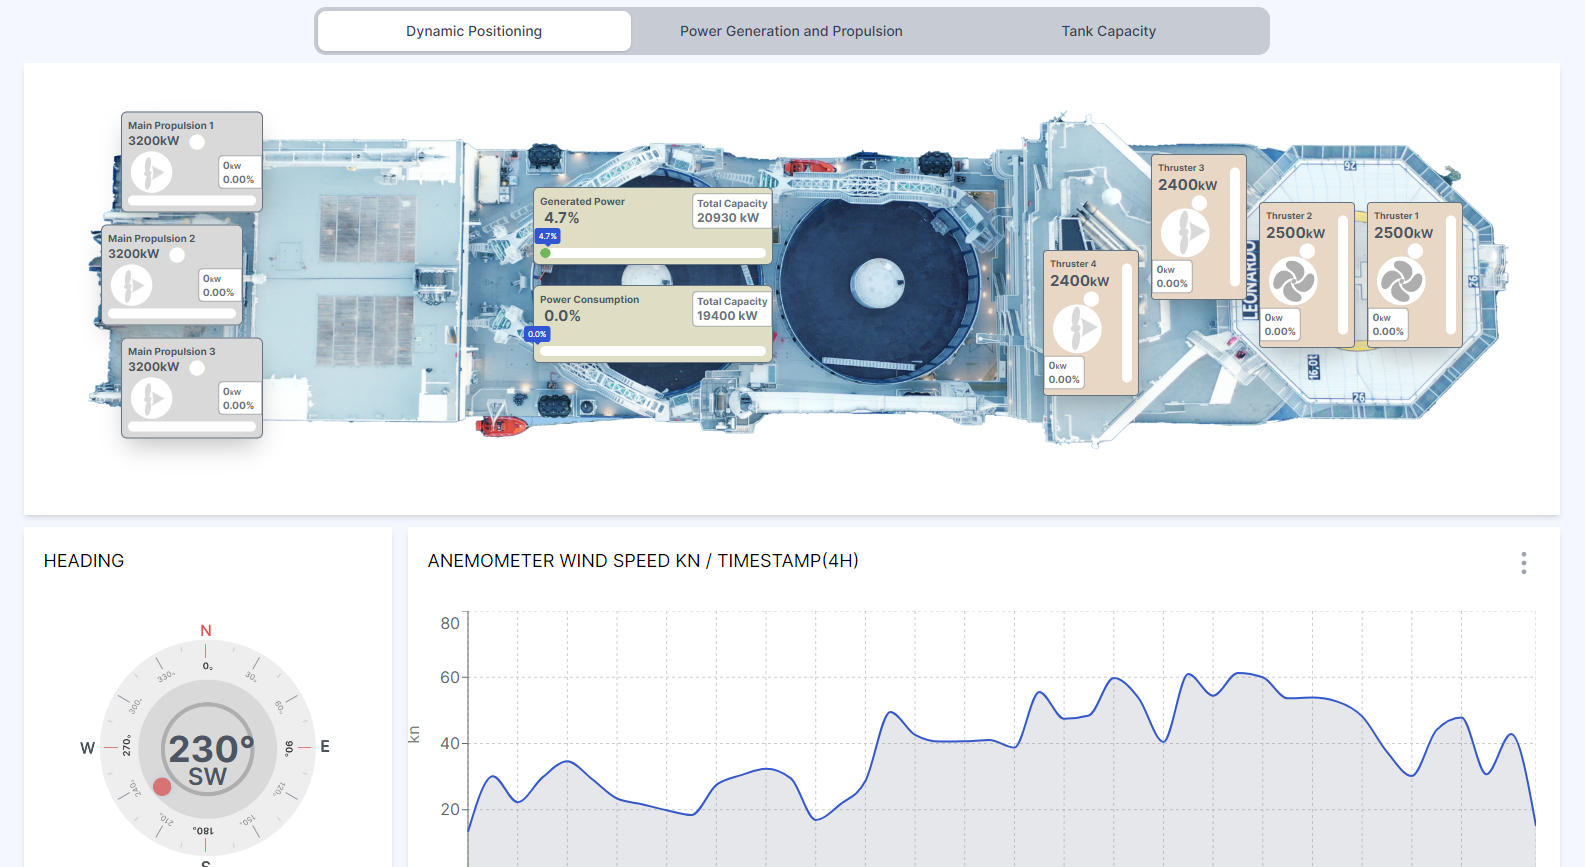 Dynamic Positioning
Power Generation and Propulsion
Tank Capacity
Main Propulsion 1
3200kW
0kw
0.00%
Main Propulsion 2
3200kW
0kw
0.00%
Main Propulsion 3
3200kW
0kw
0.00%
Generated Power
4.7%
Total Capacity
20930 kW
4.7%
Power Consumption
0.0%
Total Capacity
19400 kW
0.0%
Thruster 4
2400kW
0kw
0.00%
Thruster 3
2400kW
0kw
0.00%
Thruster 2
2500kW
0kw
0.00%
Thruster 1
2500kW
0kw
0.00%
LEONARDO
26
26
26
HEADING
N
0°
30°
60°
90°
E
120°
150°
180°
210°
240°
270°
W
300°
330°
230°
SW
ANEMOMETER WIND SPEED KN / TIMESTAMP(4H)
80
60
40
20
kn